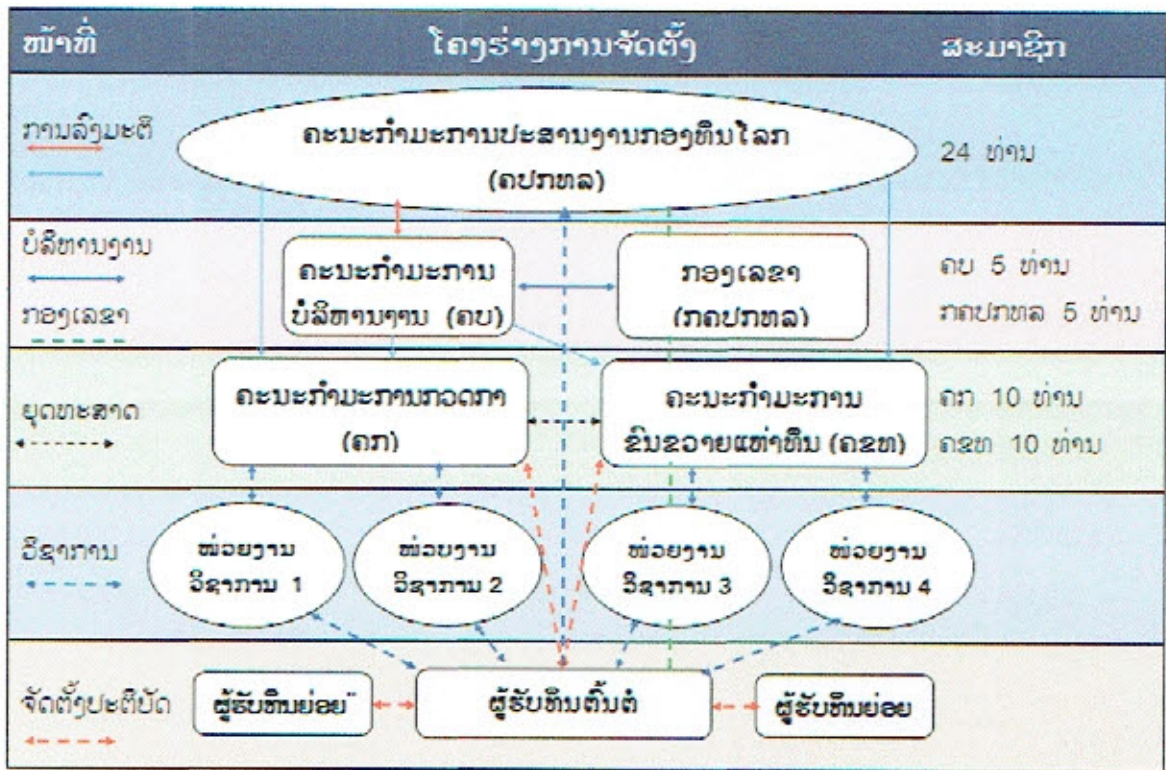 ໜ້າທີ່
ໂຄງຮ່າງການຈັດຕັ້ງ
ສະມາຊິກ
ການລົງມະຕິ
ຄະນະກຳມະການປະສານງານກອງທຶນໂລກ
(ຄປກທລ)
24 ທ່ານ
ບໍລິຫານງານ
ກອງເລຂາ
ຄະນະກຳມະການ
ບໍລິຫານງານ (ຄບ)
ກອງເລຂາ
(ກຄປກທລ)
ຄບ 5 ທ່ານ
ກຄປກທລ 5 ທ່ານ
ຍຸດທະສາດ
ຄະນະກຳມະການກວດກາ
(ຄກ)
ຄະນະກຳມະການ
ຂົນຂວາຍແຫ່າທຶນ (ຄຂທ)
ຄກ 10 ທ່ານ
ຄຂທ 10 ທ່ານ
ວິຊາການ
ໜ່ວຍງານ
ວິຊາການ 1
ໜ່ວຍງານ
ວິຊາການ 2
ໜ່ວຍງານ
ວິຊາການ 3
ໜ່ວຍງານ
ວິຊາການ 4
ຈັດຕັ້ງປະຕິບັດ
ຜູ້ຮັບທຶນຍ່ອຍ
ຜູ້ຮັບທຶນຕົ້ນຕໍ
ຜູ້ຮັບທຶນຍ່ອຍ